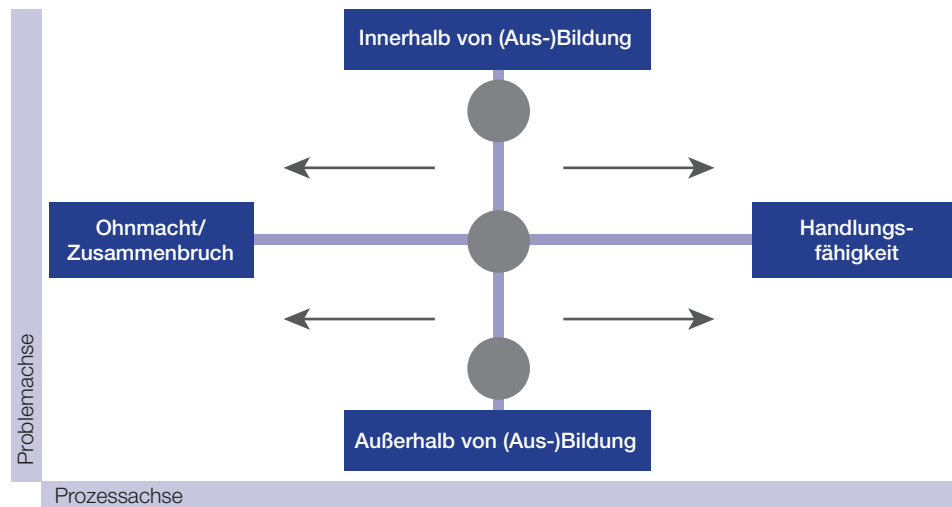 Innerhalb von (Aus-)Bildung
Ohnmacht/
Zusammenbruch
Handlungs-
fähigkeit
Außerhalb von (Aus-)Bildung
Problemachse
Prozessachse